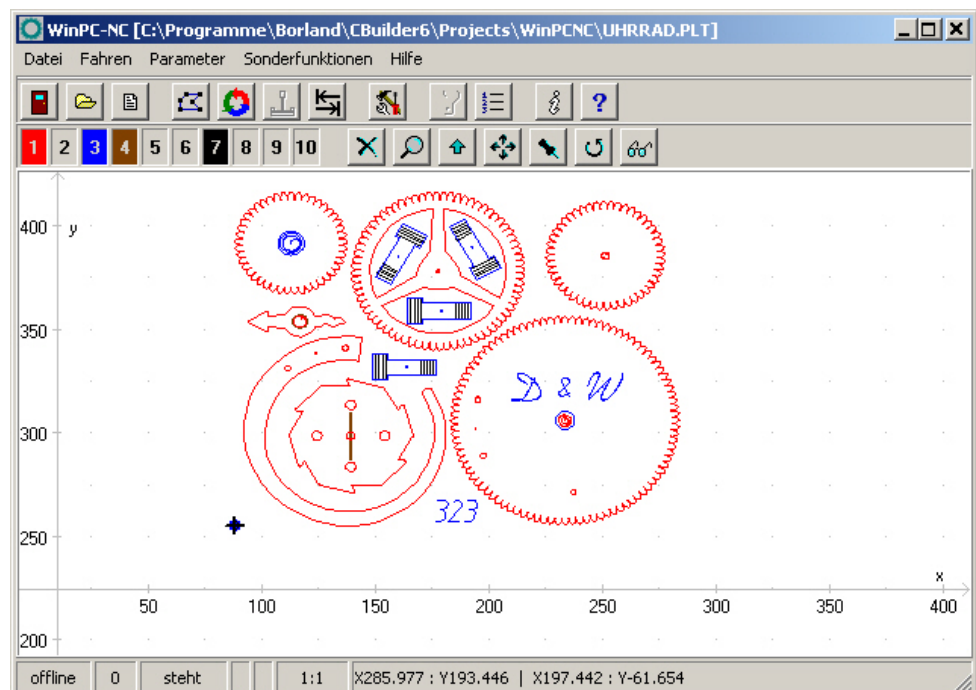 WinPC-NC [C:\Programme\Borland\CBuilder6\Projects\WinPCNC\UHRRAD.PLT]
Datei Fahren Parameter Sonderfunktionen Hilfe
1 2 3 4 5 6 7 8 9 10
400 y
350
D & W
300
323
250
x
50 100 150 200 250 300 350 400
200
offline 0 steht 1:1 X285.977 : Y193.446 | X197.442 : Y-61.654